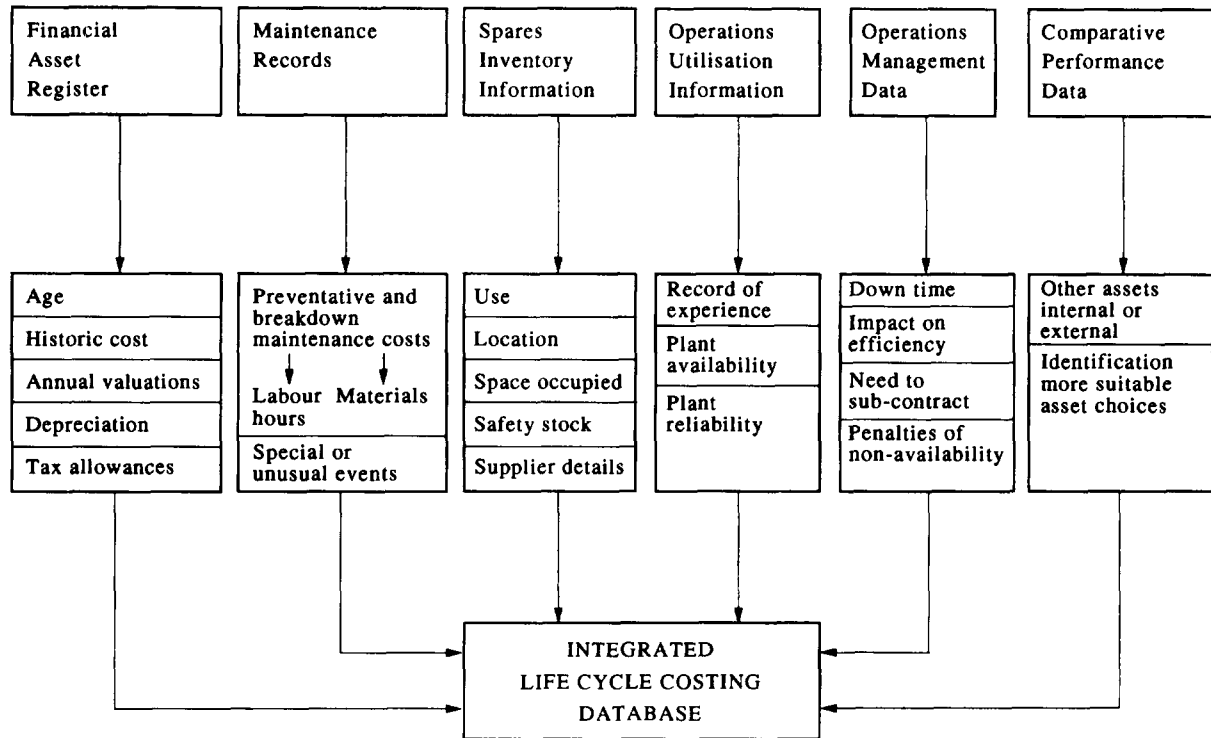 Financial
Asset
Register
Maintenance
Records
Spares
Inventory
Information
Operations
Utilisation
Information
Operations
Management
Data
Comparative
Performance
Data
Age
Historic cost
Annual valuations
Depreciation
Tax allowances
Preventative and
breakdown
maintenance costs
Labour Materials
hours
Special or
unusual events
Use
Location
Space occupied
Safety stock
Supplier details
Record of
experience
Plant
availability
Plant
reliability
Down time
Impact on
efficiency
Need to
sub-contract
Penalties of
non-availability
Other assets
internal or
external
Identification
more suitable
asset choices
INTEGRATED
LIFE CYCLE COSTING
DATABASE